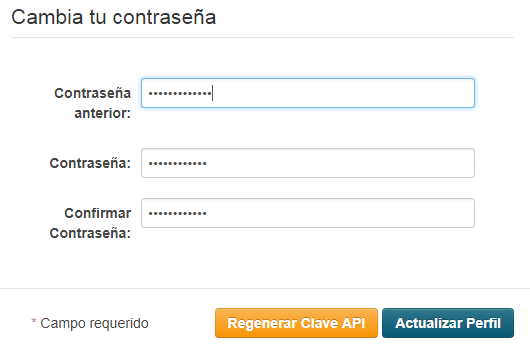 Cambia tu contraseña
Contraseña
anterior:
•••••••••••••
Contraseña:
••••••••••••
Confirmar
Contraseña:
••••••••••••
* Campo requerido
Regenerar Clave API
Actualizar Perfil